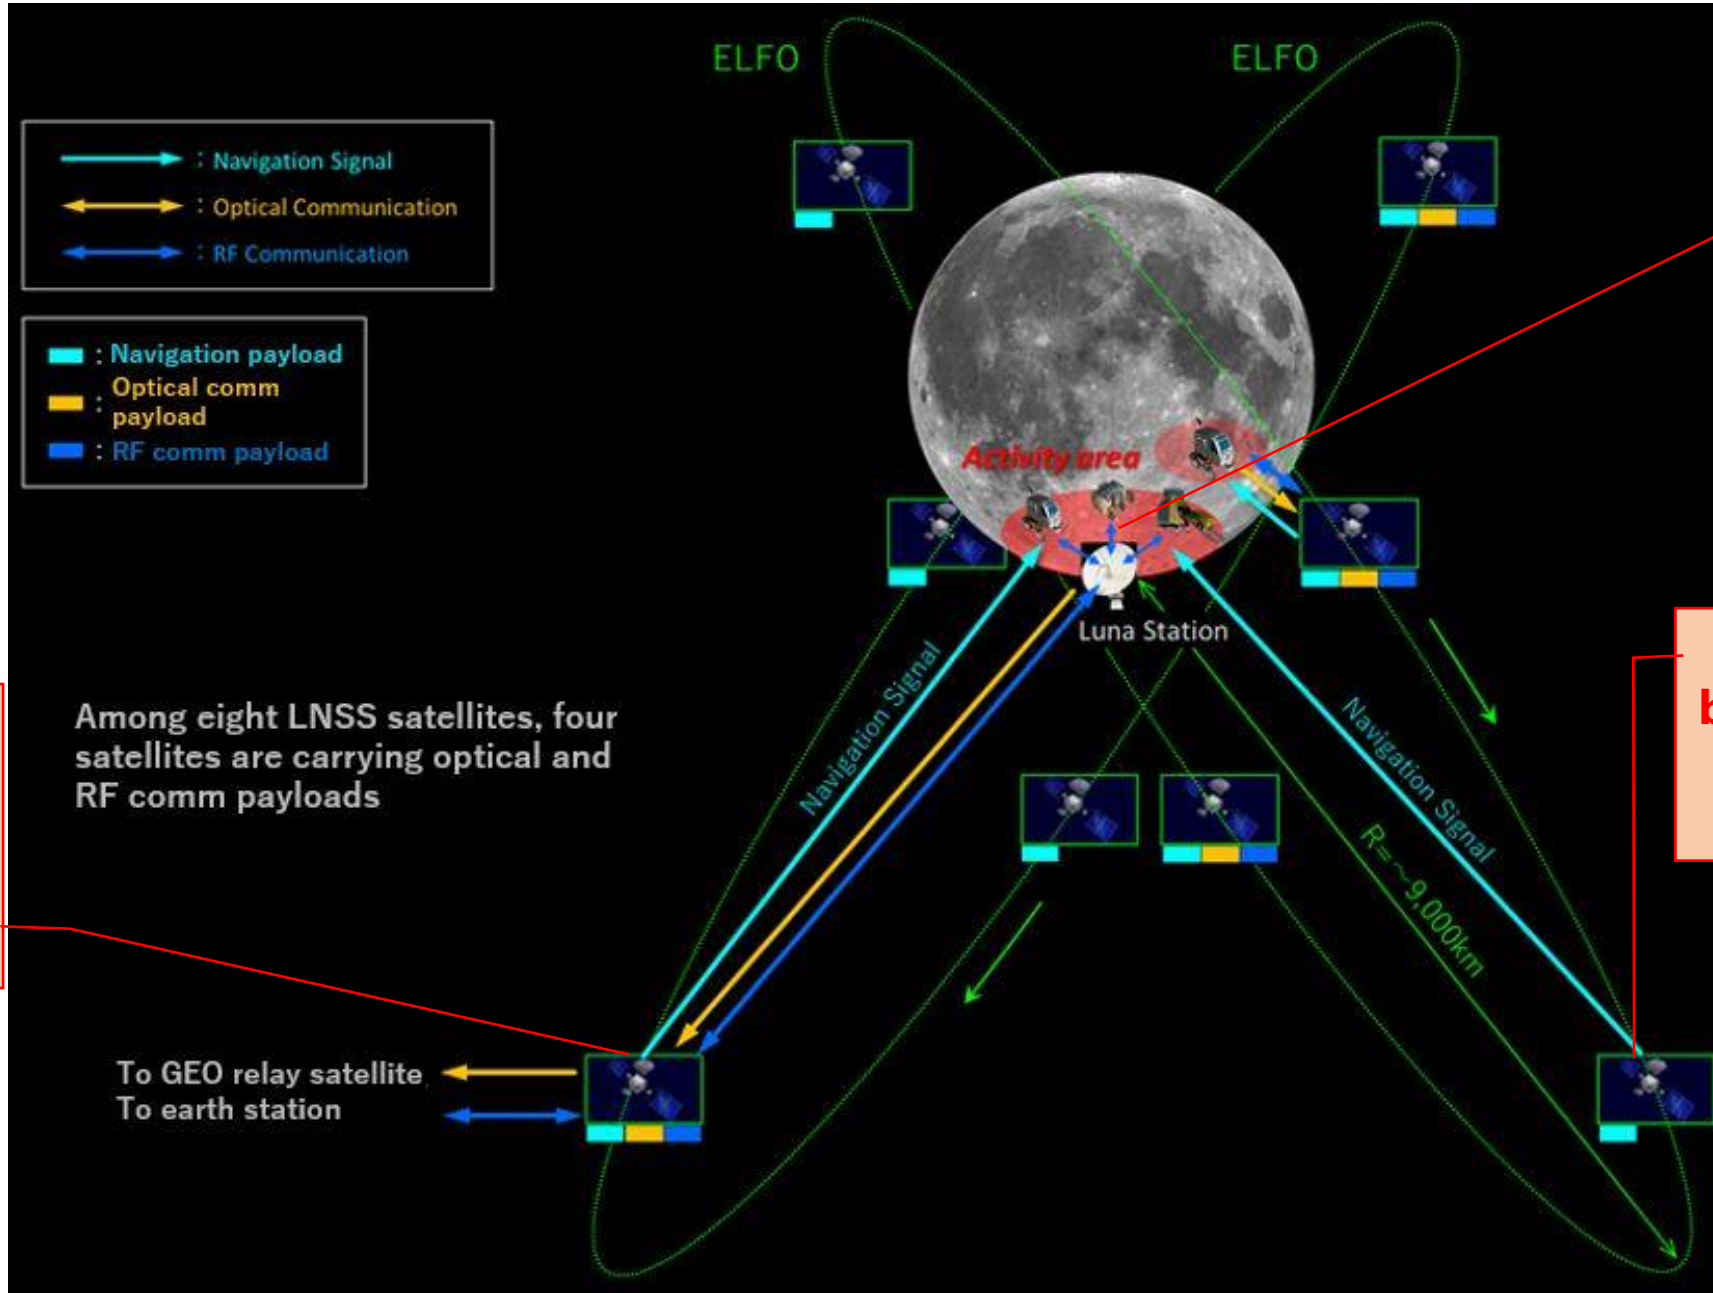 ELFO
ELFO
: Navigation Signal
: Optical Communication
: RF Communication
: Navigation payload
: Optical comm
payload
: RF comm payload
Activity area
Luna Station
Navigation Signal
Navigation Signal
R=~9,000km
Among eight LNSS satellites, four
satellites are carrying optical and
RF comm payloads
To GEO relay satellite
To earth station